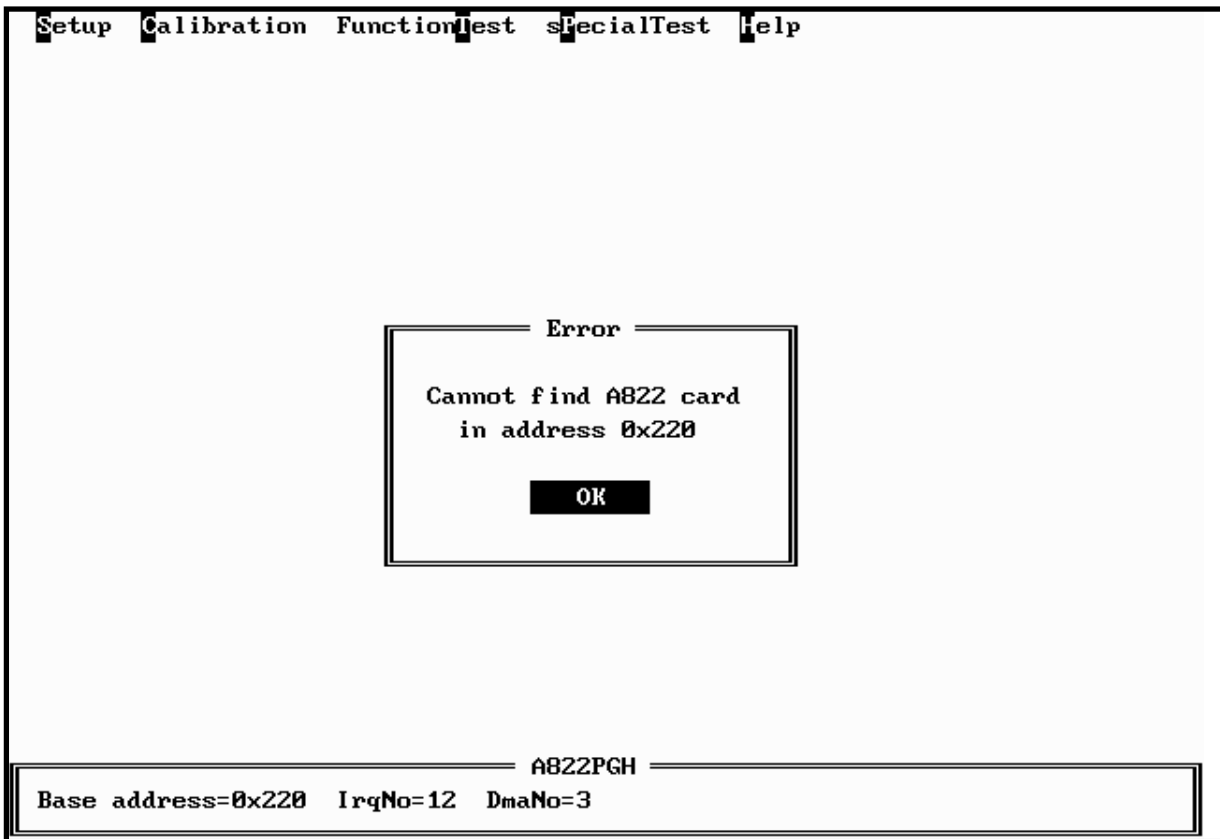 Setup Calibration FunctionTest sPecialTest Help
Error
Cannot find A822 card
in address 0x220
OK
A822PGH
Base address=0x220 IrqNo=12 DmaNo=3